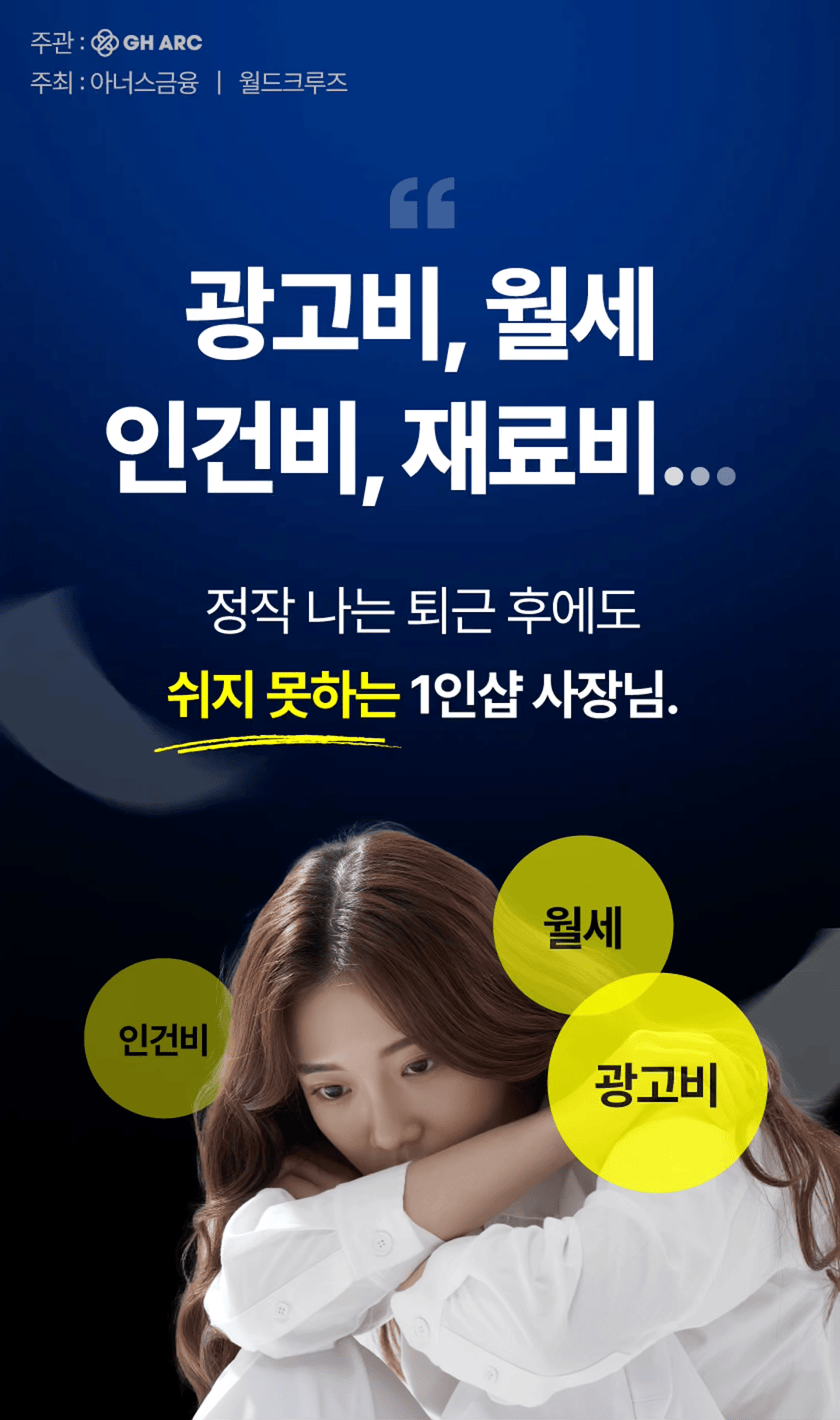 주관 : GH ARC
주최 : 아너스금융 | 월드크루즈
“
광고비, 월세
인건비, 재료비...
정작 나는 퇴근 후에도
쉬지 못하는 1인샵 사장님.
월세
인건비
광고비